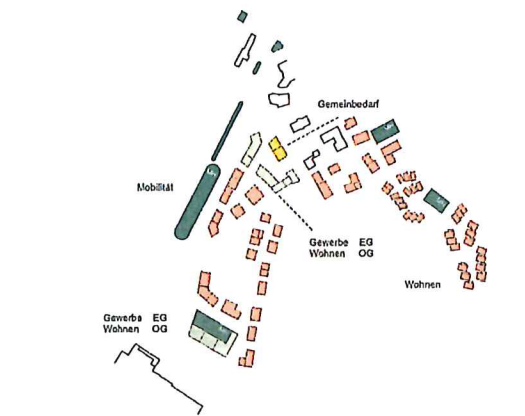 Gemeinbedarf
Mobilität
Gewerbe EG
Wohnen OG
Wohnen
Gewerbe EG
Wohnen OG